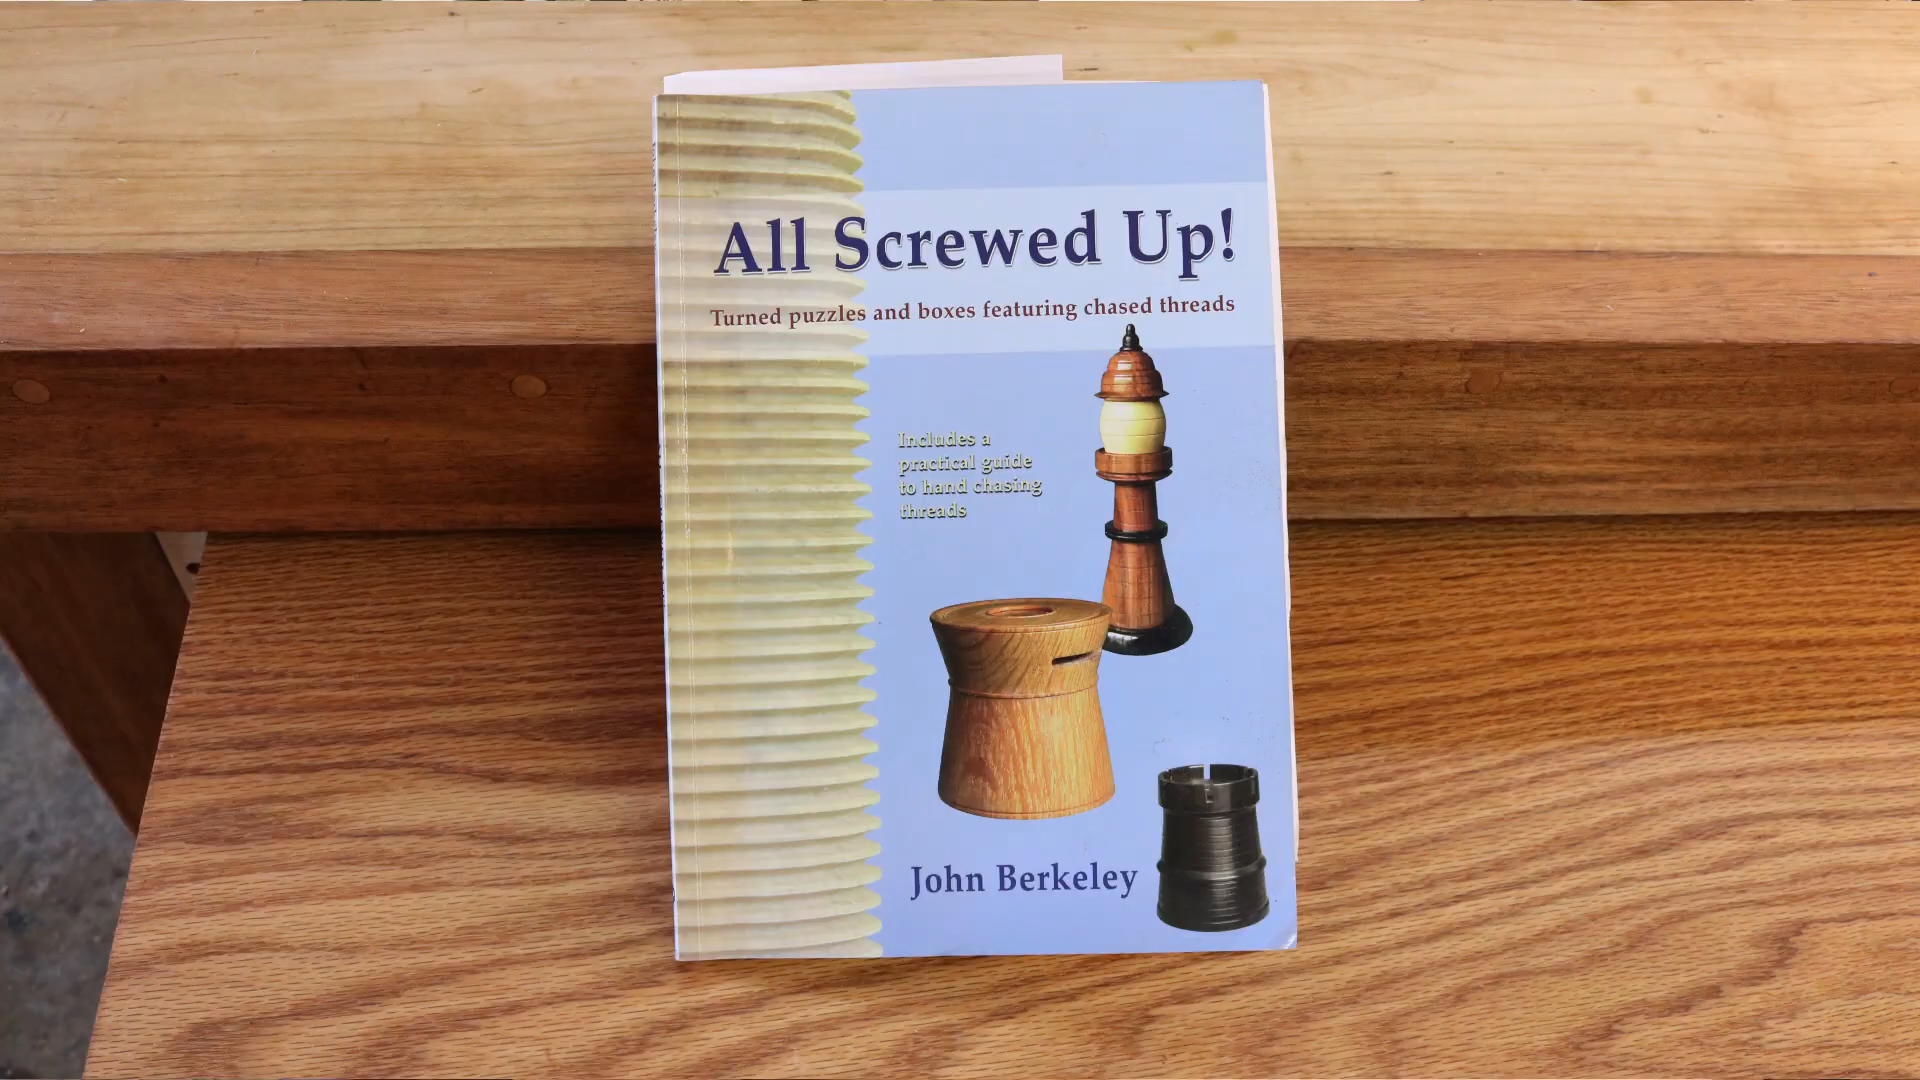 All Screwed Up!
Turned puzzles and boxes featuring chased threads
Includes a
practical guide
to hand chasing
threads
John Berkeley